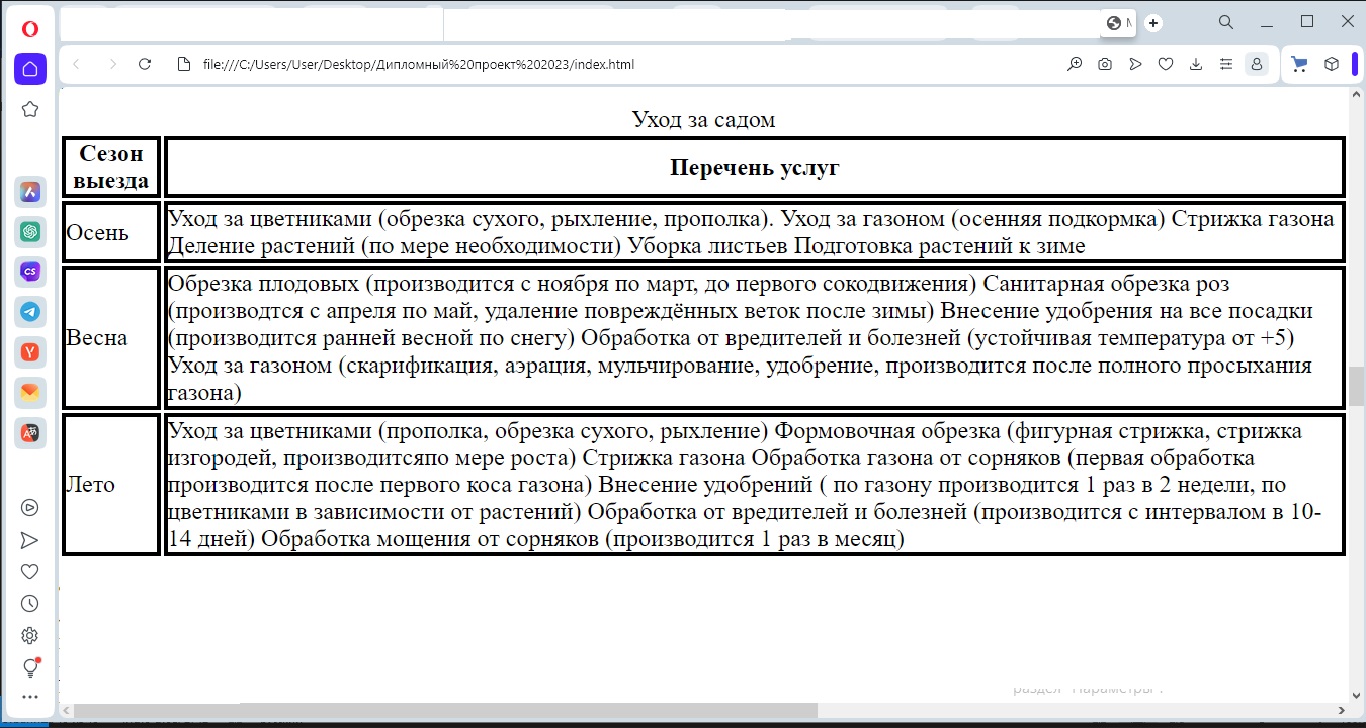 file:///C:/Users/User/Desktop/Дипломный%20проект%202023/index.html
Уход за садом
Сезон
выезда
Перечень услуг
Осень
Уход за цветниками (обрезка сухого, рыхление, прополка). Уход за газоном (осенняя подкормка) Стрижка газона
Деление растений (по мере необходимости) Уборка листьев Подготовка растений к зиме
Весна
Обрезка плодовых (производится с ноября по март, до первого сокодвижения) Санитарная обрезка роз
(производтся с апреля по май, удаление повреждённых веток после зимы) Внесение удобрения на все посадки
(производится ранней весной по снегу) Обработка от вредителей и болезней (устойчивая температура от +5)
Уход за газоном (скарификация, аэрация, мульчирование, удобрение, производится после полного просыхания
газона)
Лето
Уход за цветниками (прополка, обрезка сухого, рыхление) Формовочная обрезка (фигурная стрижка, стрижка
изгородей, производитсяпо мере роста) Стрижка газона Обработка газона от сорняков (первая обработка
производится после первого коса газона) Внесение удобрений ( по газону производится 1 раз в 2 недели, по
цветниками в зависимости от растений) Обработка от вредителей и болезней (производится с интервалом в 10-
14 дней) Обработка мощения от сорняков (производится 1 раз в месяц)
раздел "Параметры".